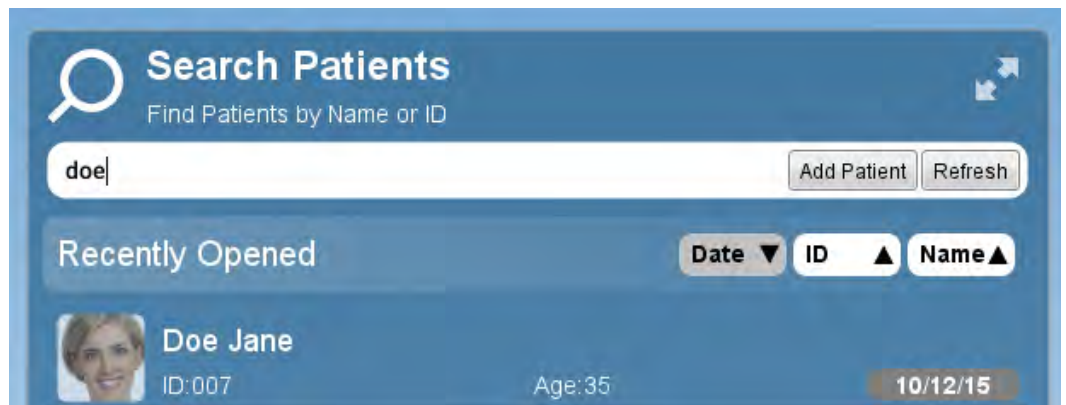 Search Patients
Find Patients by Name or ID
doe Add Patient Refresh
Recently Opened Date ▼ ID ▲ Name▲
Doe Jane
ID:007 Age:35 10/12/15